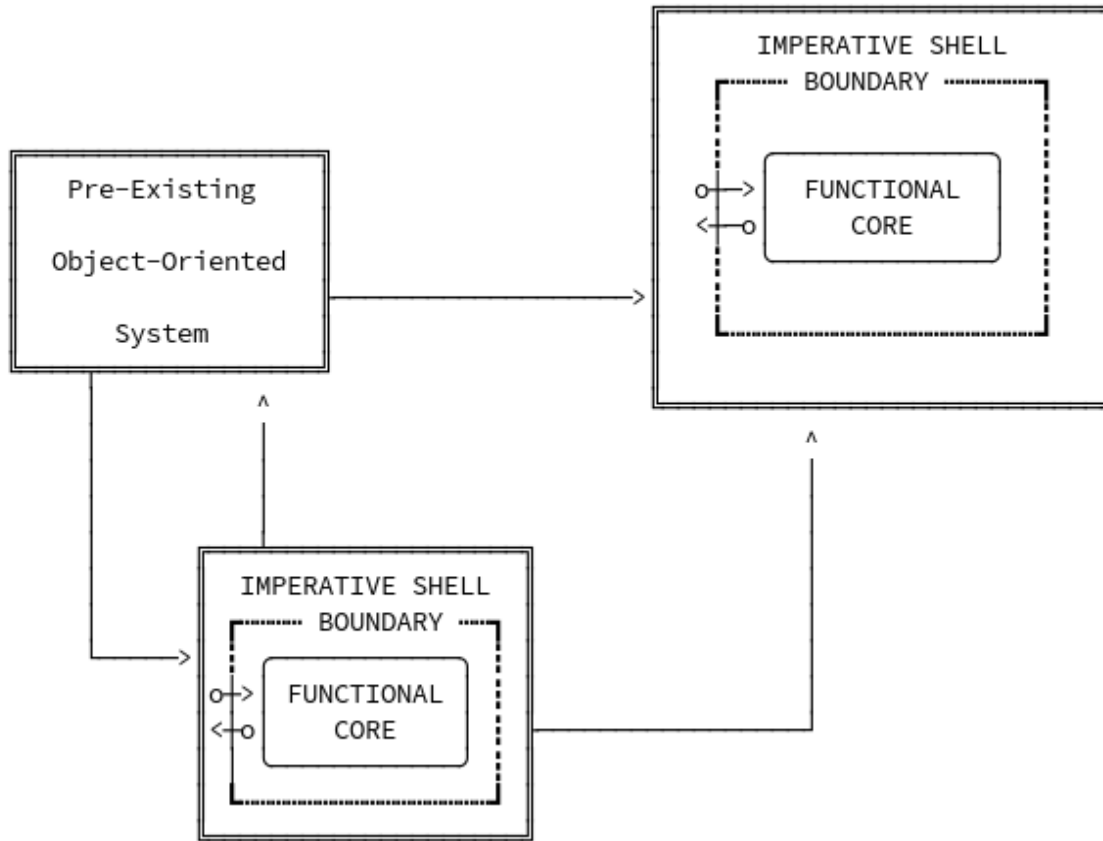 IMPERATIVE SHELL
BOUNDARY
FUNCTIONAL
CORE
Pre-Existing
Object-Oriented
System
IMPERATIVE SHELL
BOUNDARY
FUNCTIONAL
CORE